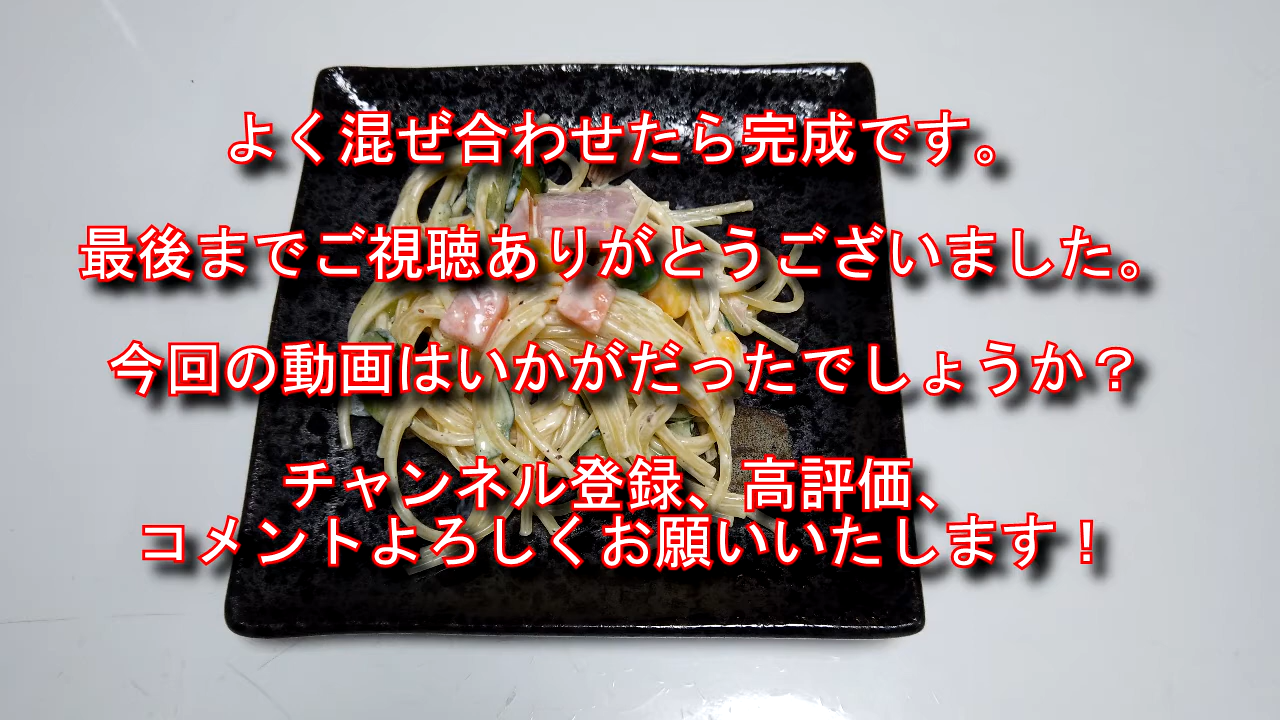 よく混ぜ合わせたら完成です。
最後までご視聴ありがとうございました。
今回の動画はいかがだったでしょうか？
チャンネル登録、高評価、
コメントよろしくお願いいたします！